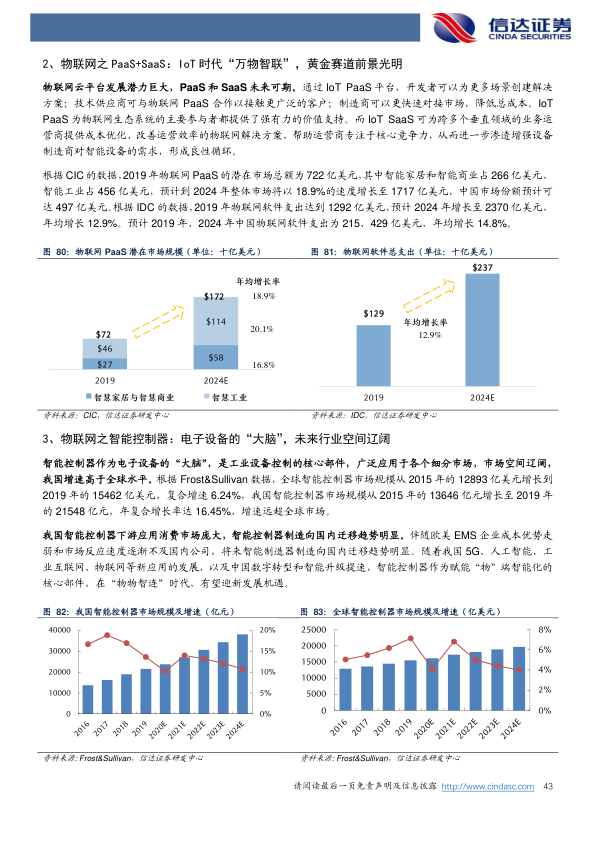 信达证券
CINDA SECURITIES
2、物联网之 PaaS+SaaS：IoT 时代“万物智联”，黄金赛道前景光明
物联网云平台发展潜力巨大，PaaS 和 SaaS 未来可期。通过 IoT PaaS 平台，开发者可以为更多场景创建解决
方案；技术供应商可与物联网 PaaS 合作以接触更广泛的客户；制造商可以更快速对接市场，降低总成本。IoT
PaaS 为物联网生态系统的主要参与者都提供了强有力的价值支持。而 IoT SaaS 可为跨多个垂直领域的业务运
营商提供成本优化，改善运营效率的物联网解决方案，帮助运营商专注于核心竞争力，从而进一步渗透增强设备
制造商对智能设备的需求，形成良性循环。
根据 CIC 的数据，2019 年物联网 PaaS 的潜在市场总额为 722 亿美元，其中智能家居和智能商业占 266 亿美元、
智能工业占 456 亿美元，预计到 2024 年整体市场将以 18.9%的速度增长至 1717 亿美元，中国市场份额预计可
达 497 亿美元。根据 IDC 的数据，2019 年物联网软件支出达到 1292 亿美元，预计 2024 年增长至 2370 亿美元，
年均增长 12.9%。预计 2019 年、2024 年中国物联网软件支出为 215、429 亿美元，年均增长 14.8%。
图 80：物联网 PaaS 潜在市场规模（单位：十亿美元）
年均增长率
$172
18.9%
$114
20.1%
$72
$46
$27
$58
16.8%
2019
2024E
智慧家居与智慧商业
智慧工业
资料来源：CIC，信达证券研发中心
图 81：物联网软件总支出（单位：十亿美元）
$237
$129
年均增长率
12.9%
2019
2024E
资料来源：IDC，信达证券研发中心
3、物联网之智能控制器：电子设备的“大脑”，未来行业空间辽阔
智能控制器作为电子设备的“大脑”，是工业设备控制的核心部件，广泛应用于各个细分市场，市场空间辽阔，
我国增速高于全球水平。根据 Frost&Sullivan 数据，全球智能控制器市场规模从 2015 年的 12893 亿美元增长到
2019 年的 15462 亿美元，复合增速 6.24%，我国智能控制器市场规模从 2015 年的 13646 亿元增长至 2019 年
的 21548 亿元，年复合增长率达 16.45%，增速远超全球市场。
我国智能控制器下游应用消费市场庞大，智能控制器制造向国内迁移趋势明显。伴随欧美 EMS 企业成本优势走
弱和市场反应速度逐渐不及国内公司，将来智能制造器制造向国内迁移趋势明显。随着我国 5G、人工智能、工
业互联网、物联网等新应用的发展，以及中国数字转型和智能升级提速，智能控制器作为赋能“物”端智能化的
核心部件，在“物物智连”时代，有望迎新发展机遇。
图 82：我国智能控制器市场规模及增速（亿元）
40000
30000
20000
10000
0
20%
15%
10%
5%
0%
2016
2017
2018
2019
2020E
2021E
2022E
2023E
2024E
资料来源：Frost&Sullivan，信达证券研发中心
图 83：全球智能控制器市场规模及增速（亿美元）
25000
20000
15000
10000
5000
0
8%
6%
4%
2%
0%
2016
2017
2018
2019
2020E
2021E
2022E
2023E
2024E
资料来源：Frost&Sullivan，信达证券研发中心
请阅读最后一页免责声明及信息披露 http://www.cindasc.com 43